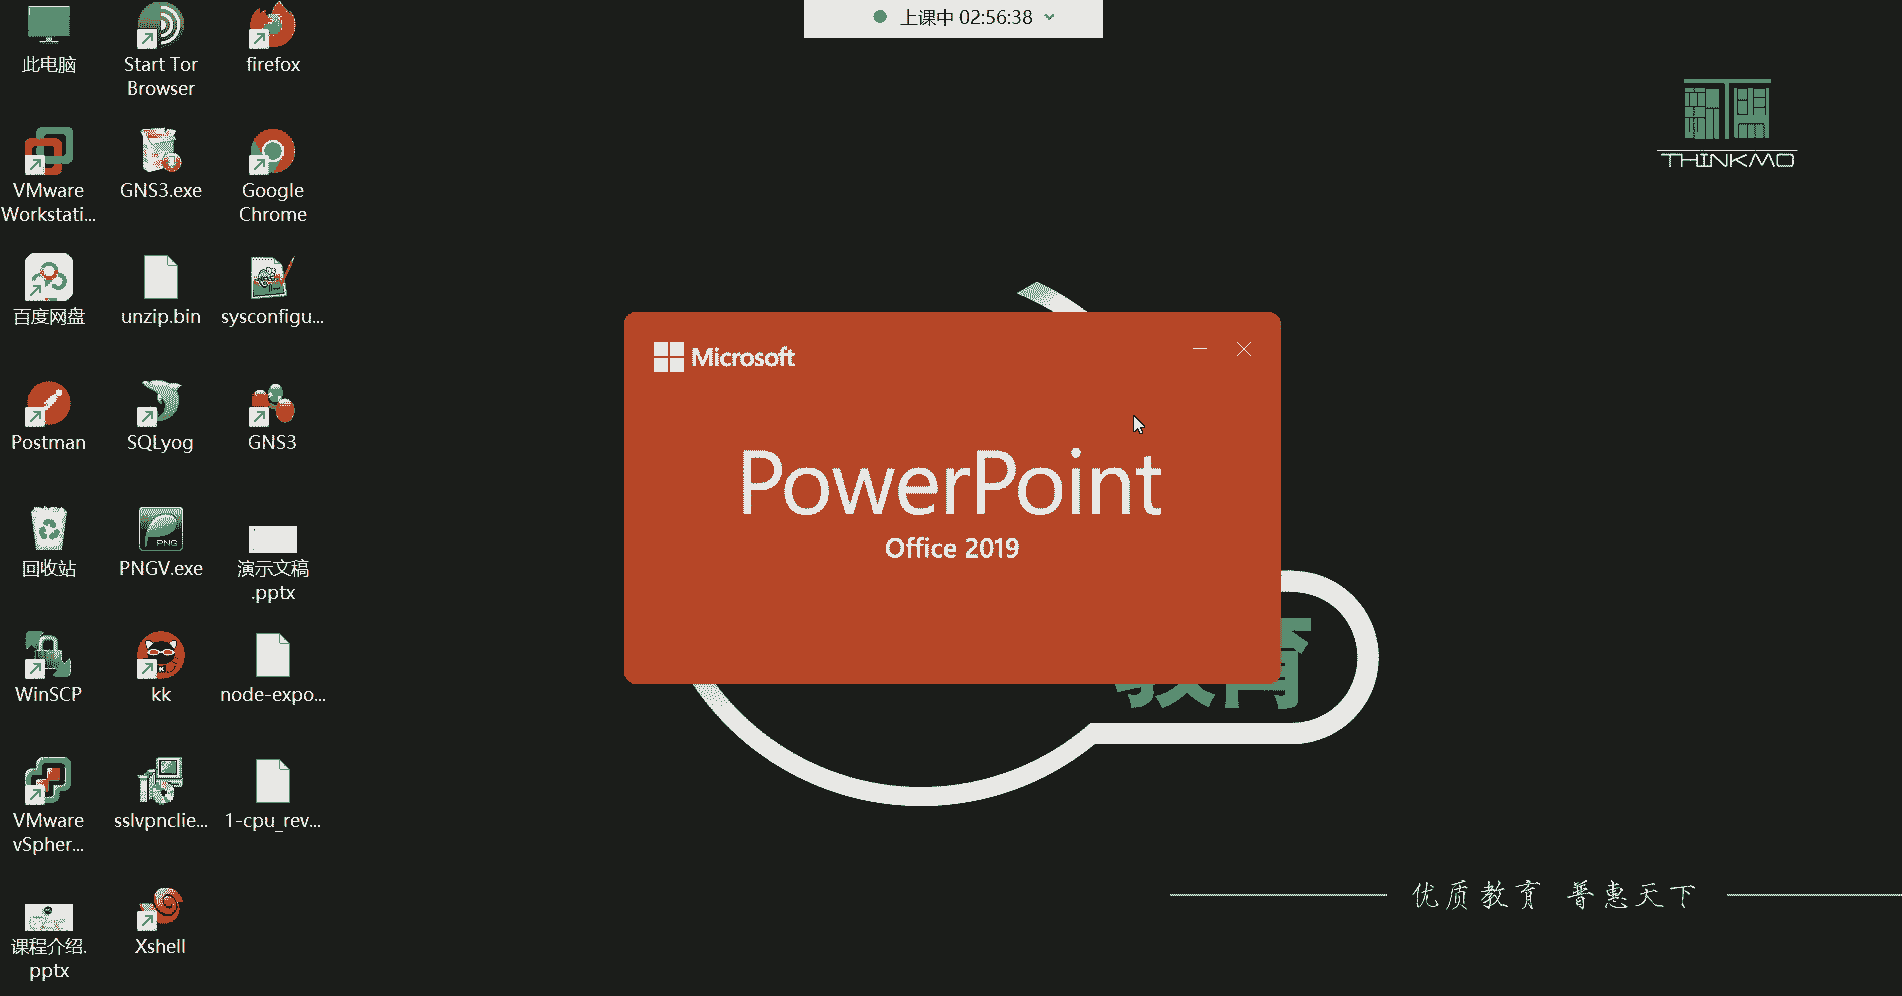 上课中 02:56:38
此电脑
Start Tor
Browser
firefox
THINKMO
VMware
Workstati...
GNS3.exe
Google
Chrome
百度网盘
unzip.bin
sysconfigu...
Microsoft
PowerPoint
Office 2019
Postman
SQLyog
GNS3
回收站
PNG
PNGV.exe
演示文稿
.pptx
教育
WinSCP
kk
node-expo...
VMware
vSpher...
sslvpnclie...
1-cpu_rev...
优质教育 普惠天下
课程介绍.
pptx
Xshell